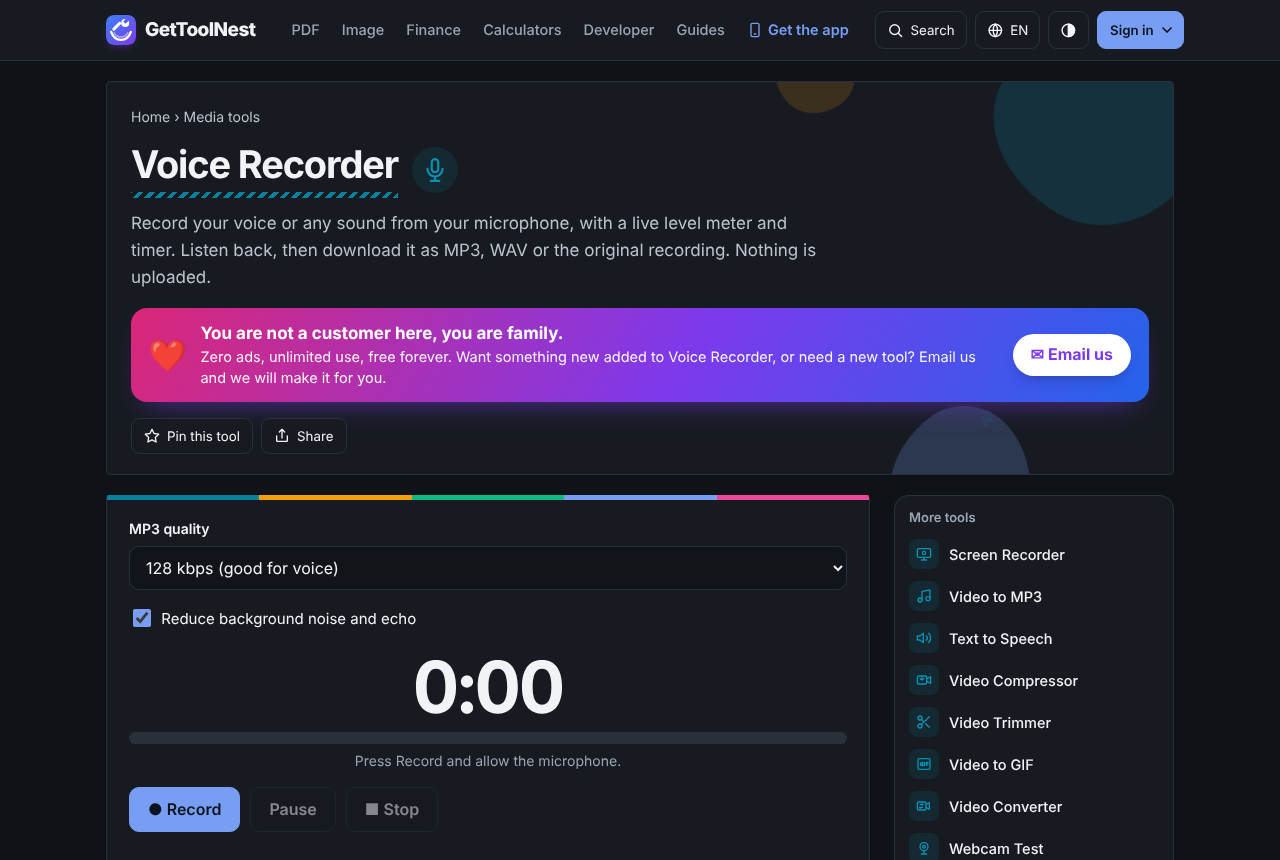 GetToolNest
PDF
Image
Finance
Calculators
Developer
Guides
Get the app
Search
EN
Sign in
Home › Media tools
Voice Recorder
Record your voice or any sound from your microphone, with a live level meter and
timer. Listen back, then download it as MP3, WAV or the original recording. Nothing is
uploaded.
You are not a customer here, you are family.
Zero ads, unlimited use, free forever. Want something new added to Voice Recorder, or need a new tool? Email us
and we will make it for you.
✉ Email us
Pin this tool
Share
MP3 quality
128 kbps (good for voice)
Reduce background noise and echo
0:00
Press Record and allow the microphone.
● Record
Pause
■ Stop
More tools
Screen Recorder
Video to MP3
Text to Speech
Video Compressor
Video Trimmer
Video to GIF
Video Converter
Webcam Test